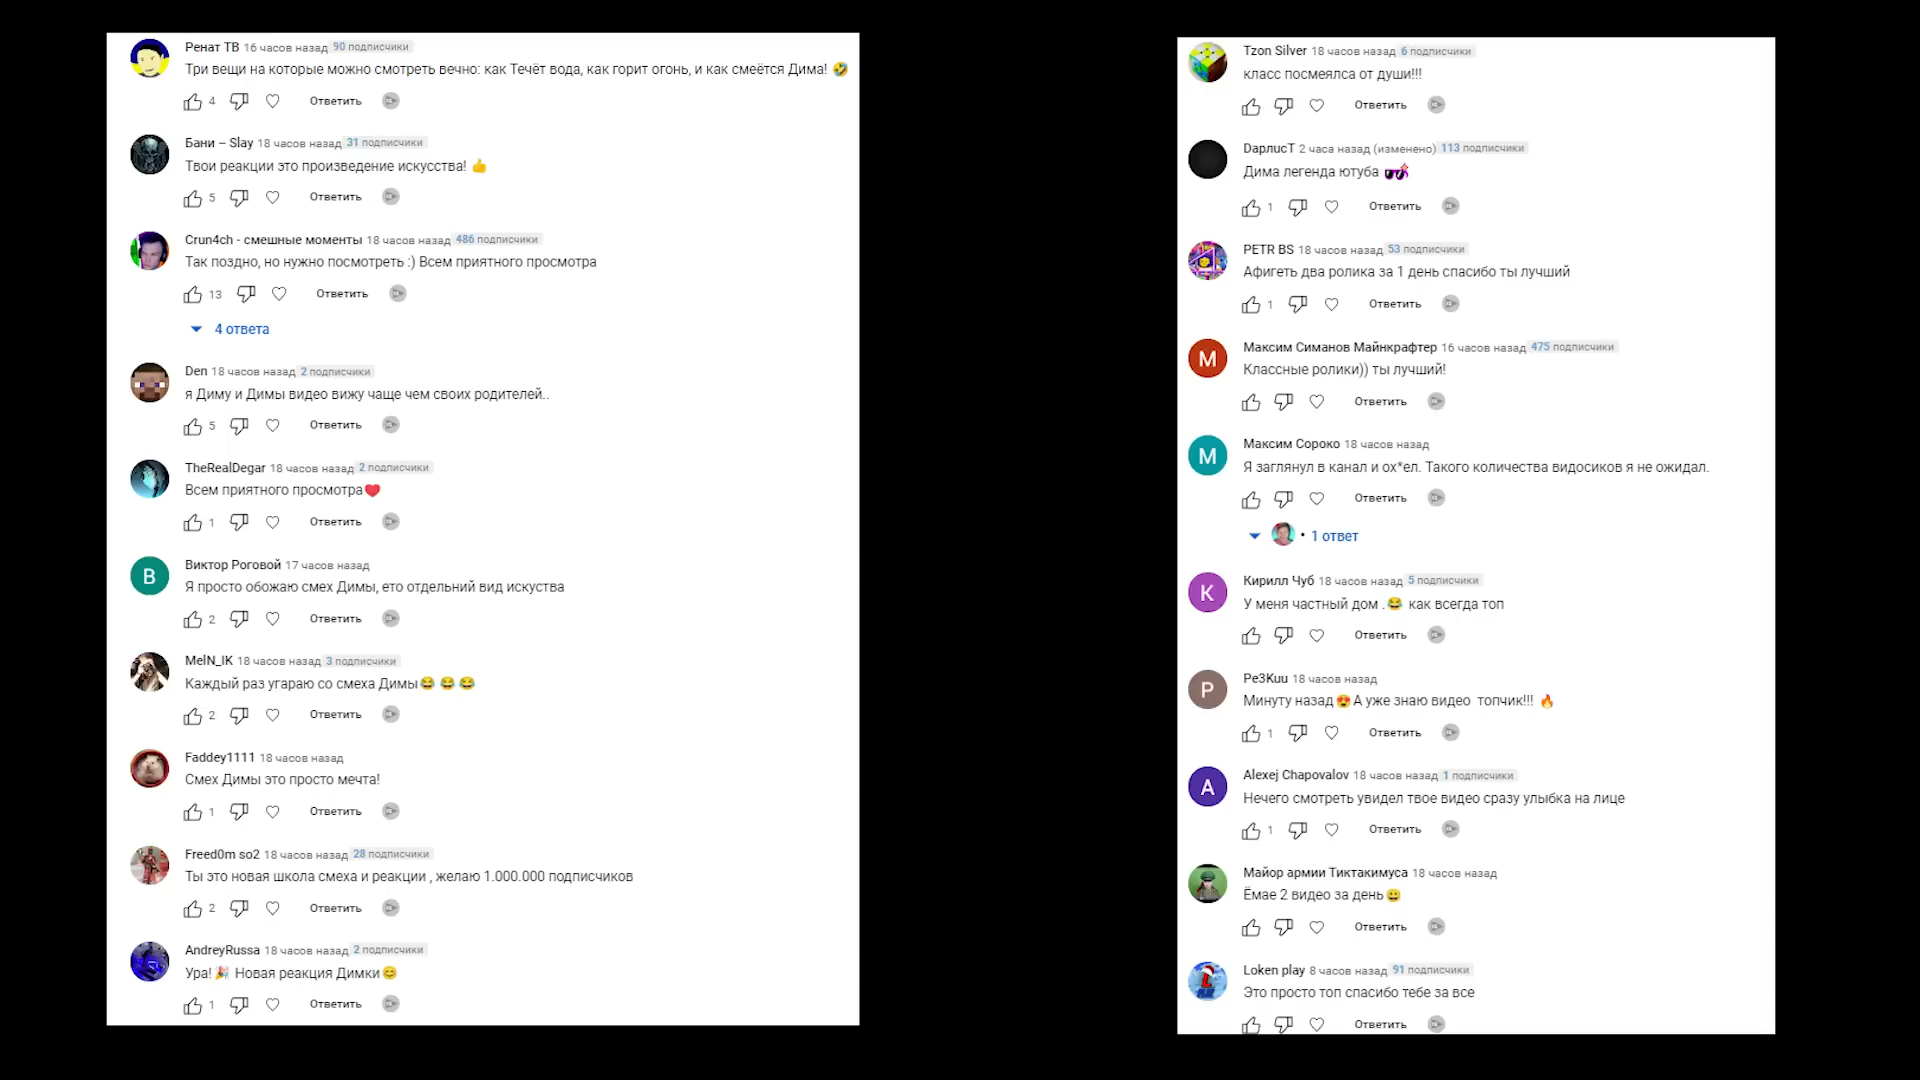 Ренат ТВ 16 часов назад 90 подписчики
Три вещи на которые можно смотреть вечно: как Течёт вода, как горит огонь, и как смеётся Дима! 🤣
4 Ответить
Бани – Slay 18 часов назад 31 подписчики
Твои реакции это произведение искусства! 👍
5 Ответить
Crun4ch - смешные моменты 18 часов назад 486 подписчики
Так поздно, но нужно посмотреть :) Всем приятного просмотра
13 Ответить
4 ответа
Den 18 часов назад 2 подписчики
я Диму и Димы видео вижу чаще чем своих родителей..
5 Ответить
TheRealDegar 18 часов назад 2 подписчики
Всем приятного просмотра❤️
1 Ответить
В
Виктор Роговой 17 часов назад
Я просто обожаю смех Димы, ето отдельний вид искуства
2 Ответить
MelN_IK 18 часов назад 3 подписчики
Каждый раз угараю со смеха Димы😂 😂 😂
2 Ответить
Faddey1111 18 часов назад
Смех Димы это просто мечта!
1 Ответить
Freed0m so2 18 часов назад 28 подписчики
Ты это новая школа смеха и реакции , желаю 1.000.000 подписчиков
2 Ответить
AndreyRussa 18 часов назад 2 подписчики
Ура! 🎉 Новая реакция Димки😊
1 Ответить
Tzon Silver 18 часов назад 6 подписчики
класс посмеялся от души!!!
Ответить
DарлисТ 2 часа назад (изменено) 113 подписчики
Дима легенда ютуба
1 Ответить
PETR BS 18 часов назад 53 подписчики
Афигеть два ролика за 1 день спасибо ты лучший
1 Ответить
М
Максим Симанов Майнкрафтер 16 часов назад 475 подписчики
Классные ролики)) ты лучший!
Ответить
М
Максим Сороко 18 часов назад
Я заглянул в канал и ох*ел. Такого количества видосиков я не ожидал.
Ответить
• 1 ответ
К
Кирилл Чуб 18 часов назад 5 подписчики
У меня частный дом .😂 как всегда топ
Ответить
P
Pe3Kuu 18 часов назад
Минуту назад😍А уже знаю видео топчик!!! 🔥
1 Ответить
A
Alexej Chapovalov 18 часов назад 1 подписчики
Нечего смотреть увидел твое видео сразу улыбка на лице
1 Ответить
Майор армии Тиктакимуса 18 часов назад
Ёмае 2 видео за день😀
Ответить
Loken play 8 часов назад 91 подписчики
Это просто топ спасибо тебе за все
Ответить